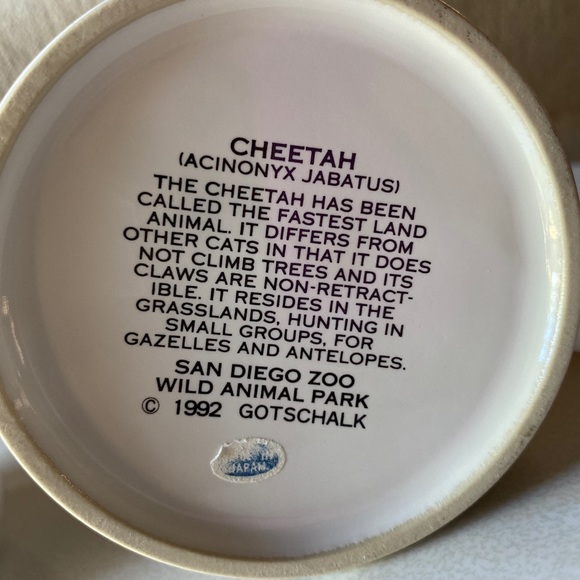 CHEETAH
(ACINONYX JABATUS)
THE CHEETAH HAS BEEN
CALLED THE FASTEST LAND
ANIMAL. IT DIFFERS FROM
OTHER CATS IN THAT IT DOES
NOT CLIMB TREES AND ITS
CLAWS ARE NON-RETRACT-
IBLE. IT RESIDES IN THE
GRASSLANDS, HUNTING IN
SMALL GROUPS, FOR
GAZELLES AND ANTELOPES.
SAN DIEGO ZOO
WILD ANIMAL PARK
© 1992 GOTSCHALK
JAPAN